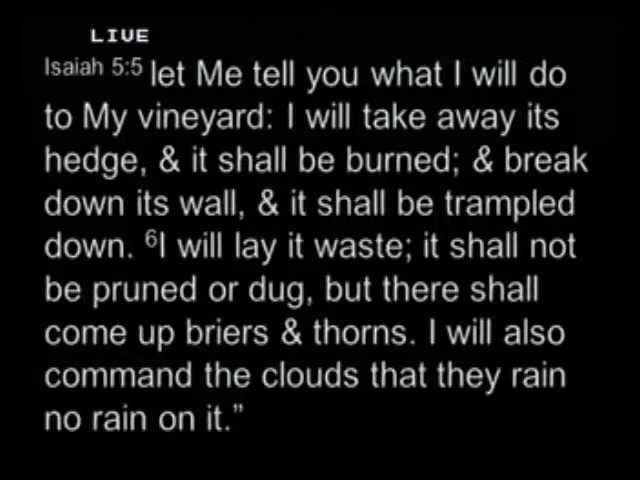 LIVE
Isaiah 5:5 let Me tell you what I will do
to My vineyard: I will take away its
hedge, & it shall be burned; & break
down its wall, & it shall be trampled
down. 6I will lay it waste; it shall not
be pruned or dug, but there shall
come up briers & thorns. I will also
command the clouds that they rain
no rain on it.”